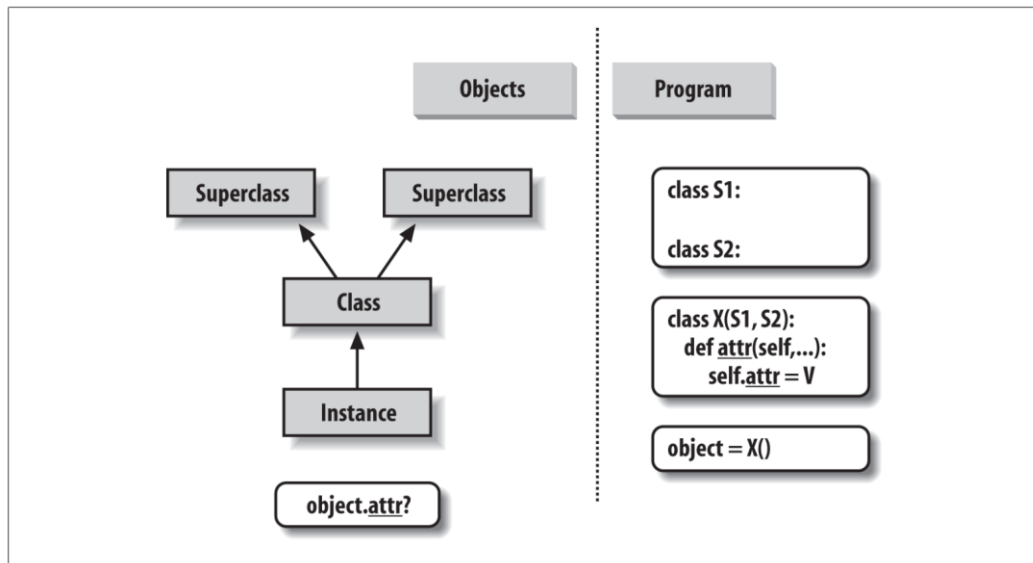 Objects
Program
Superclass
Superclass
Class
Instance
object.attr?
class S1:
class S2:
class X(S1, S2):
def attr(self,...):
self.attr = V
object = X()